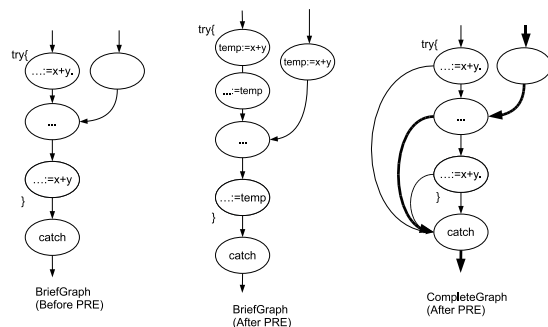 try{
…:=x+y.
...
…:=x+y
}
catch
BriefGraph
(Before PRE)
try{
temp:=x+y
temp:=x+y
...:=temp
...
…:=temp
}
catch
BriefGraph
(After PRE)
try{
…:=x+y.
...
…:=x+y.
}
catch
CompleteGraph
(After PRE)